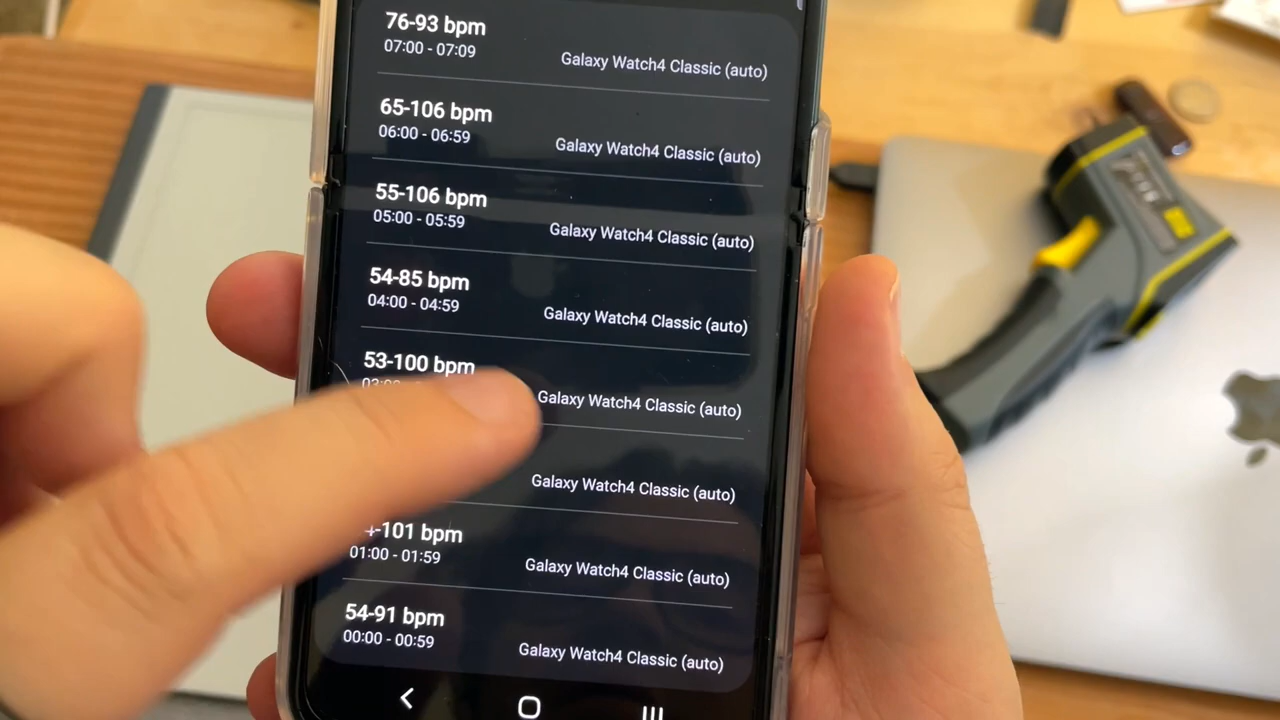 76-93 bpm
07:00 - 07:09
Galaxy Watch4 Classic (auto)
65-106 bpm
06:00 - 06:59
Galaxy Watch4 Classic (auto)
55-106 bpm
05:00 - 05:59
Galaxy Watch4 Classic (auto)
54-85 bpm
04:00 - 04:59
Galaxy Watch4 Classic (auto)
53-100 bpm
Galaxy Watch4 Classic (auto)
Galaxy Watch4 Classic (auto)
-101 bpm
01:00 - 01:59
Galaxy Watch4 Classic (auto)
54-91 bpm
00:00 - 00:59
Galaxy Watch4 Classic (auto)